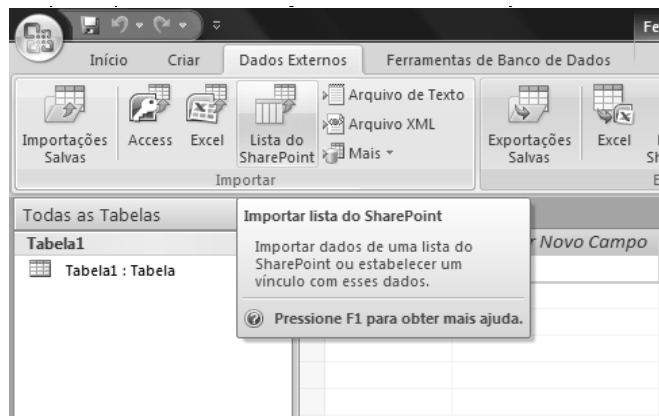 Fe
Início Criar Dados Externos Ferramentas de Banco de Dados
Importações Salvas
Access
Excel
Lista do SharePoint
Arquivo de Texto
Arquivo XML
Mais
Exportações Salvas
Excel
Importar
Todas as Tabelas
Tabela1
Tabela1 : Tabela
Importar lista do SharePoint
Importar dados de uma lista do
SharePoint ou estabelecer um
vínculo com esses dados.
Pressione F1 para obter mais ajuda.
r Novo Campo